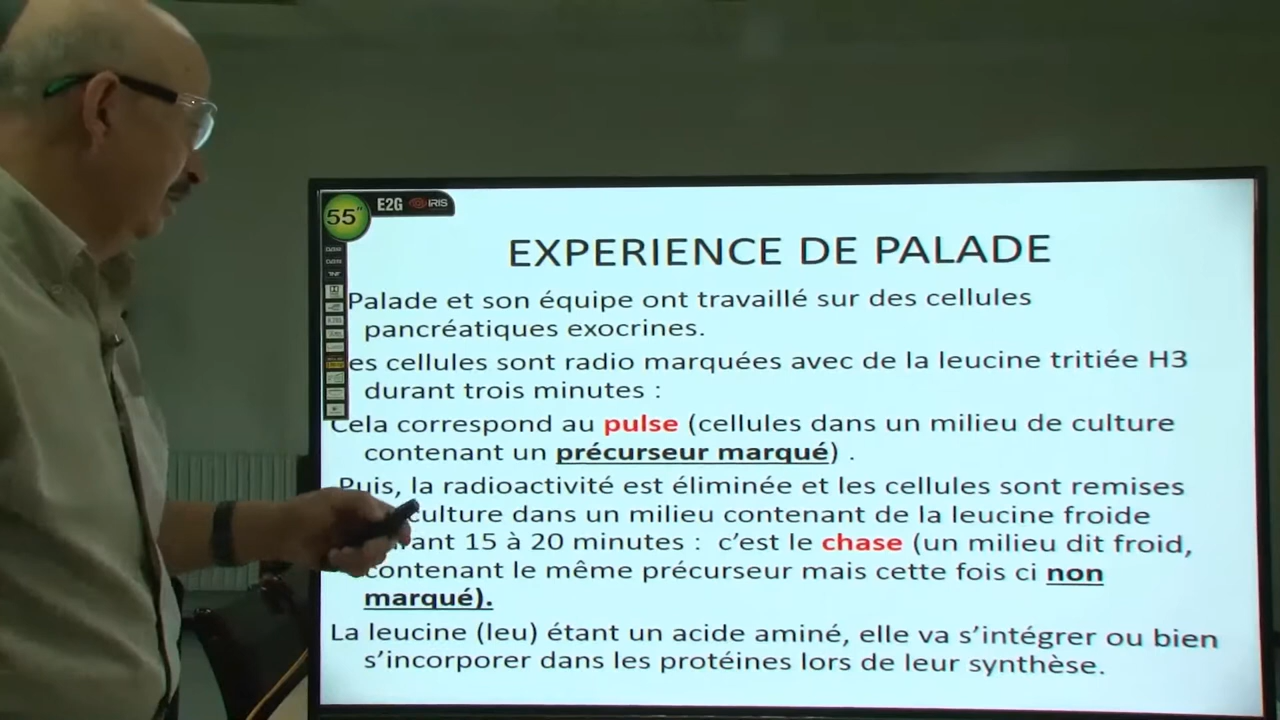 55"
E2G IRIS
EXPERIENCE DE PALADE
Palade et son équipe ont travaillé sur des cellules
pancréatiques exocrines.
es cellules sont radio marquées avec de la leucine tritiée H3
durant trois minutes :
Cela correspond au pulse (cellules dans un milieu de culture
contenant un précurseur marqué) .
Puis, la radioactivité est éliminée et les cellules sont remises
culture dans un milieu contenant de la leucine froide
rant 15 à 20 minutes : c’est le chase (un milieu dit froid,
contenant le même précurseur mais cette fois ci non
marqué).
La leucine (leu) étant un acide aminé, elle va s’intégrer ou bien
s’incorporer dans les protéines lors de leur synthèse.